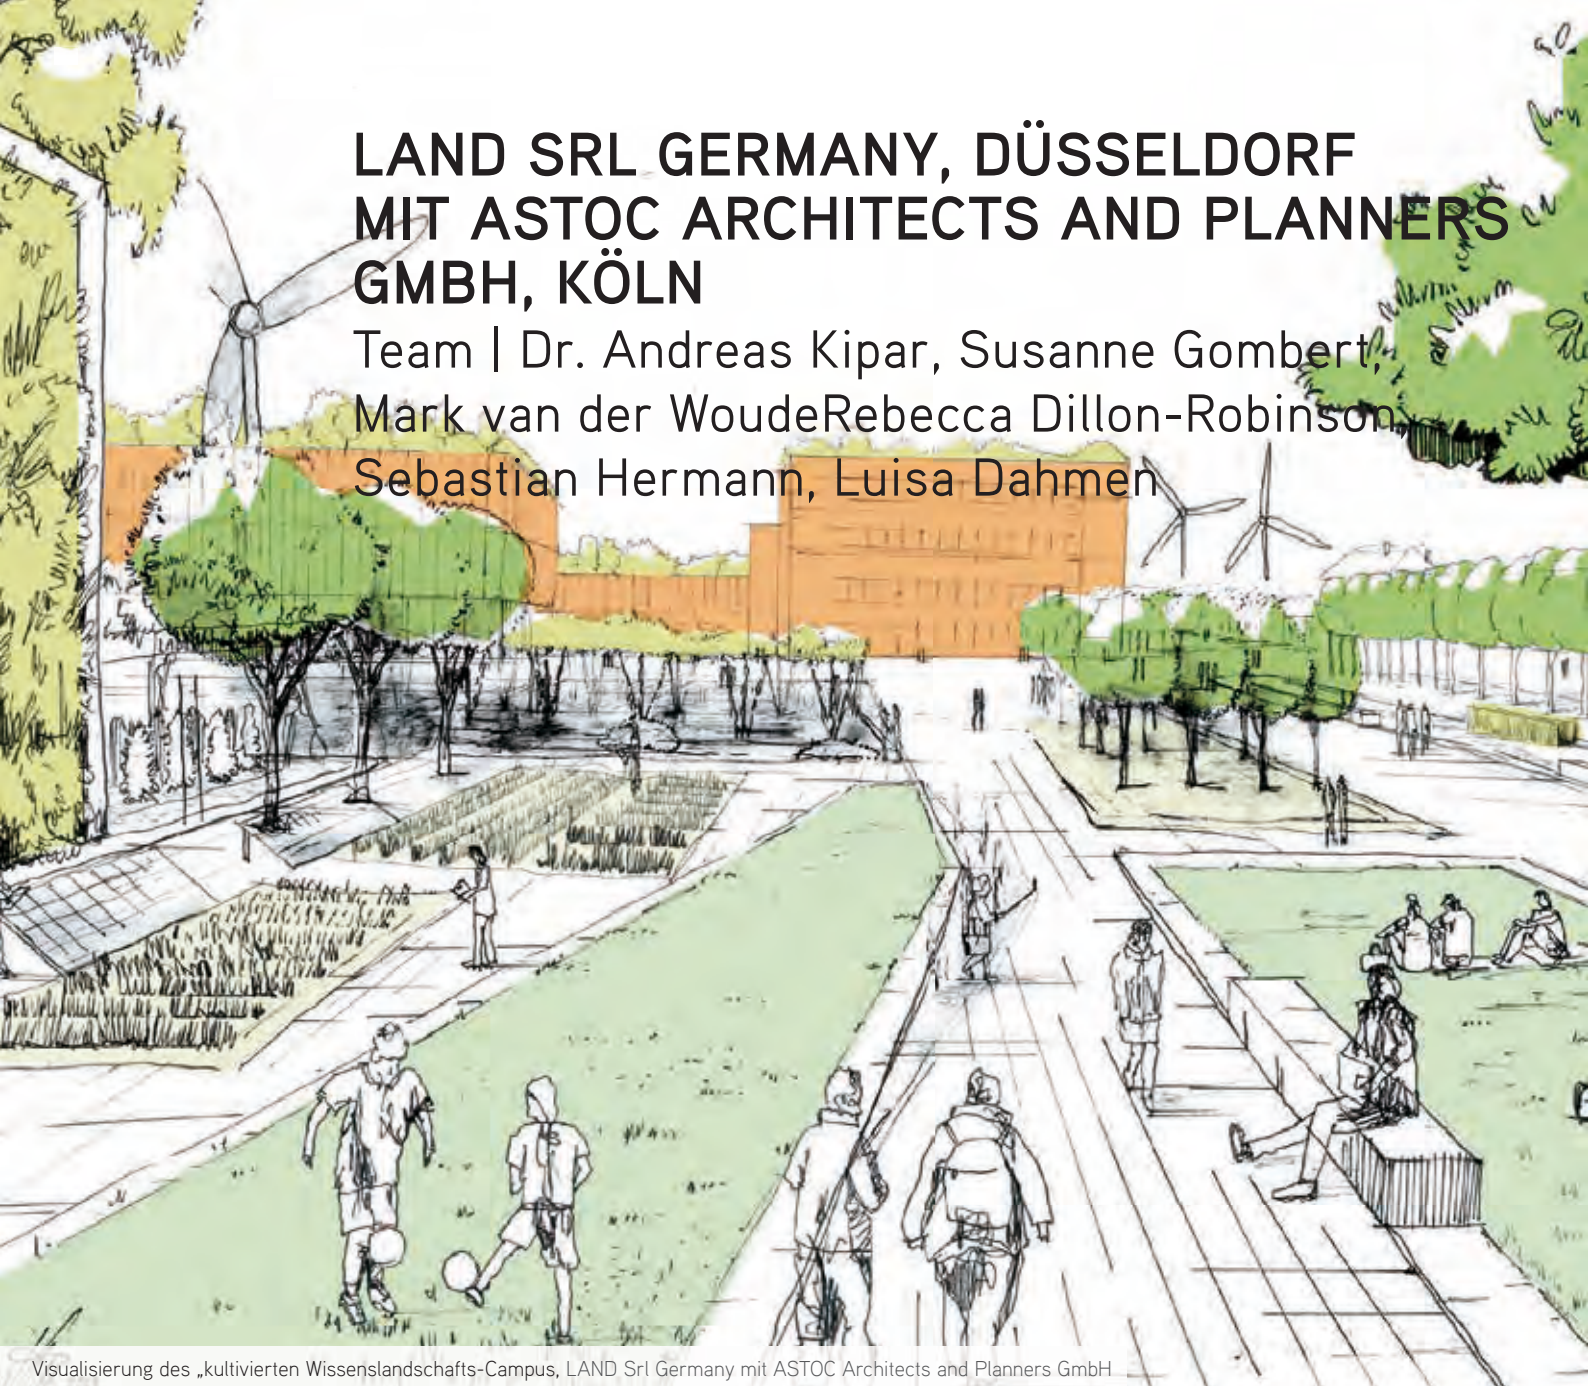 LAND SRL GERMANY, DÜSSELDORF
MIT ASTOC ARCHITECTS AND PLANNERS
GMBH, KÖLN
Team | Dr. Andreas Kipar, Susanne Gombert,
Mark van der WoudeRebecca Dillon-Robinson,
Sebastian Hermann, Luisa Dahmen
Visualisierung des „kultivierten Wissenslandschafts-Campus, LAND Srl Germany mit ASTOC Architects and Planners GmbH